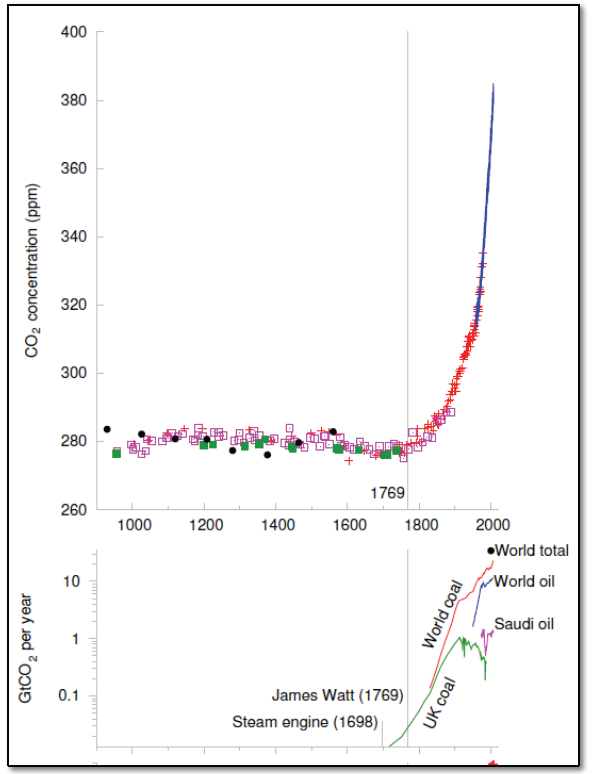 400
380
360
340
320
300
280
260
CO₂ concentration (ppm)
1769
1000 1200 1400 1600 1800 2000
World total
World oil
Saudi oil
World coal
UK coal
10
1
0.1
GtCO₂ per year
James Watt (1769)
Steam engine (1698)